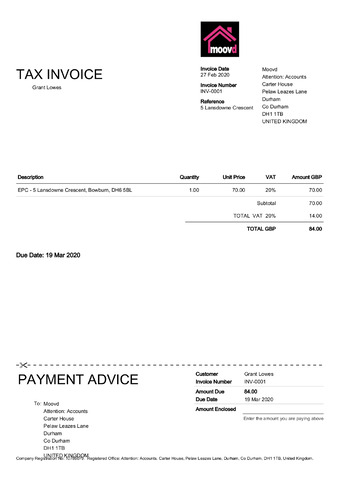 moovd
TAX INVOICE
Grant Lowes
Invoice Date
27 Feb 2020
Invoice Number
INV-0001
Reference
5 Lansdowne Crescent
Moovd
Attention: Accounts
Carter House
Pelaw Leazes Lane
Durham
Co Durham
DH1 1TB
UNITED KINGDOM
Description Quantity Unit Price VAT Amount GBP
EPC - 5 Lansdowne Crescent, Bowburn, DH6 5BL 1.00 70.00 20% 70.00
Subtotal 70.00
TOTAL VAT 20% 14.00
TOTAL GBP 84.00
Due Date: 19 Mar 2020
PAYMENT ADVICE
To: Moovd
Attention: Accounts
Carter House
Pelaw Leazes Lane
Durham
Co Durham
DH1 1TB
UNITED KINGDOM
Customer Grant Lowes
Invoice Number INV-0001
Amount Due 84.00
Due Date 19 Mar 2020
Amount Enclosed
Enter the amount you are paying above
Company Registration No: Registered Office: Attention: Accounts, Carter House, Pelaw Leazes Lane, Durham, Co Durham, DH1 1TB, United Kingdom.